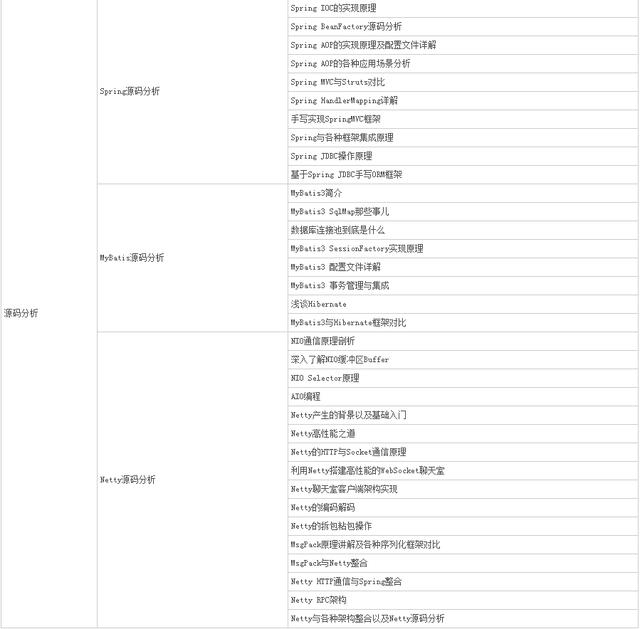 源码分析
Spring源码分析
Spring IOC的实现原理
Spring BeanFactory源码分析
Spring AOP的实现原理及配置文件详解
Spring AOP的各种应用场景分析
Spring MVC与Struts对比
Spring HandlerMapping详解
手写实现SpringMVC框架
Spring与各种框架集成原理
Spring JDBC操作原理
基于Spring JDBC手写ORM框架
MyBatis源码分析
MyBatis3简介
MyBatis3 SqlMap那些事儿
数据库连接池到底是什么
MyBatis3 SessionFactory实现原理
MyBatis3 配置文件详解
MyBatis3 事务管理与集成
浅谈Hibernate
MyBatis3与Hibernate框架对比
Netty源码分析
NIO通信原理剖析
深入了解NIO缓冲区Buffer
NIO Selector原理
AIO编程
Netty产生的背景以及基础入门
Netty高性能之道
Netty的HTTP与Socket通信原理
利用Netty搭建高性能的WebSocket聊天室
Netty聊天室客户端架构实现
Netty的编码解码
Netty的拆包粘包操作
MsgPack原理讲解及各种序列化框架对比
MsgPack与Netty整合
Netty HTTP通信与Spring整合
Netty RPC架构
Netty与各种架构整合以及Netty源码分析